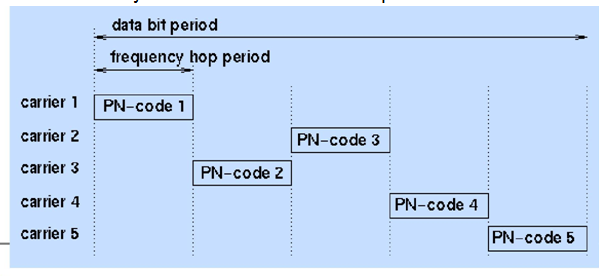 data bit period
frequency hop period
carrier 1 PN-code 1
carrier 2 PN-code 3
carrier 3 PN-code 2
carrier 4 PN-code 4
carrier 5 PN-code 5